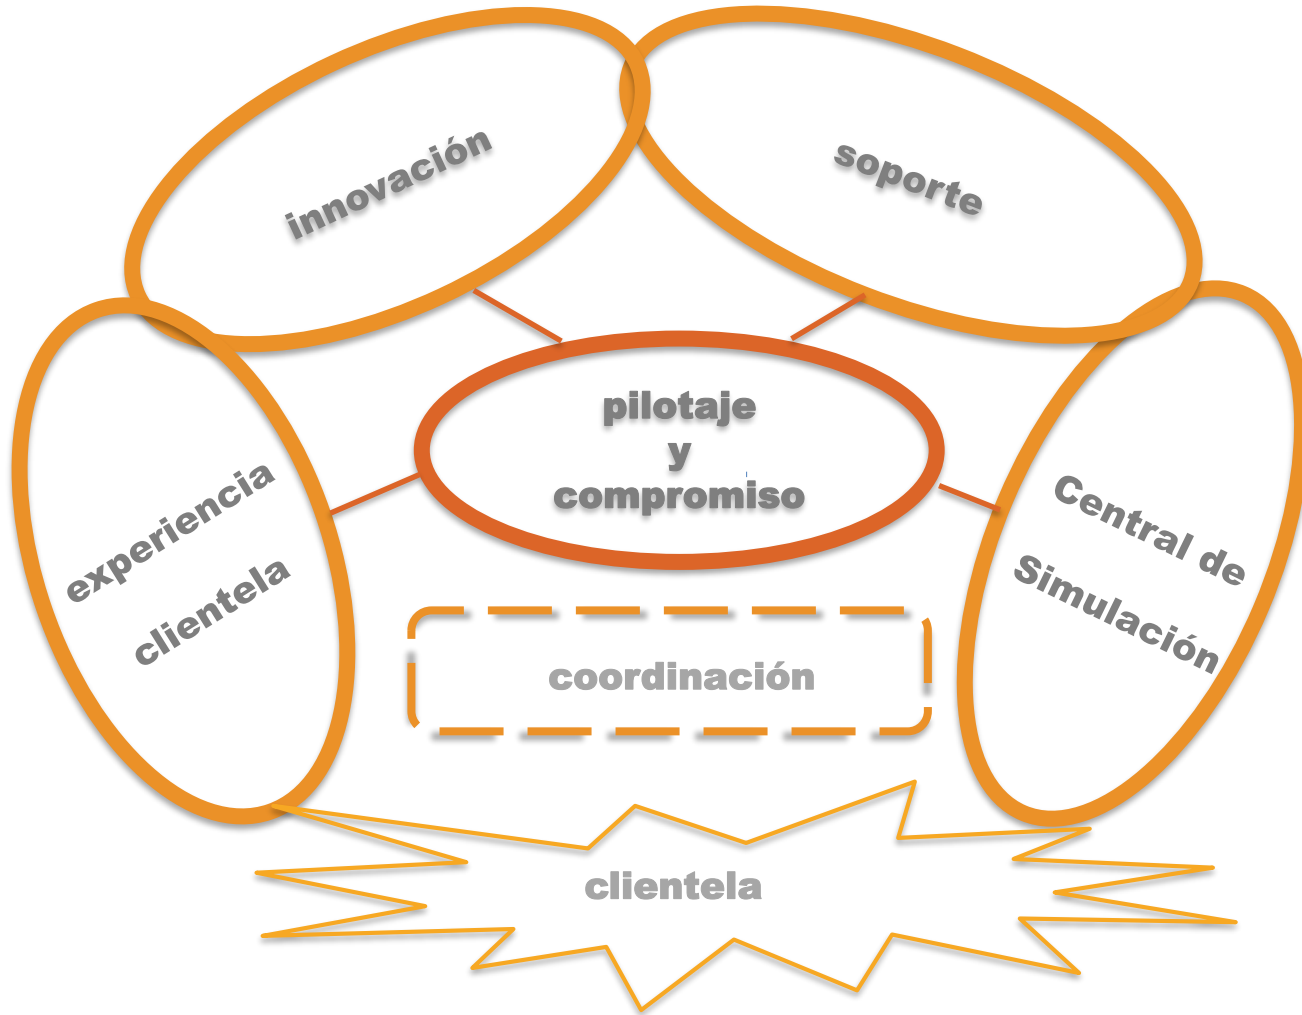 innovación
soporte
pilotaje
y
compromiso
experiencia
clientela
Central de
Simulación
coordinación
clientela